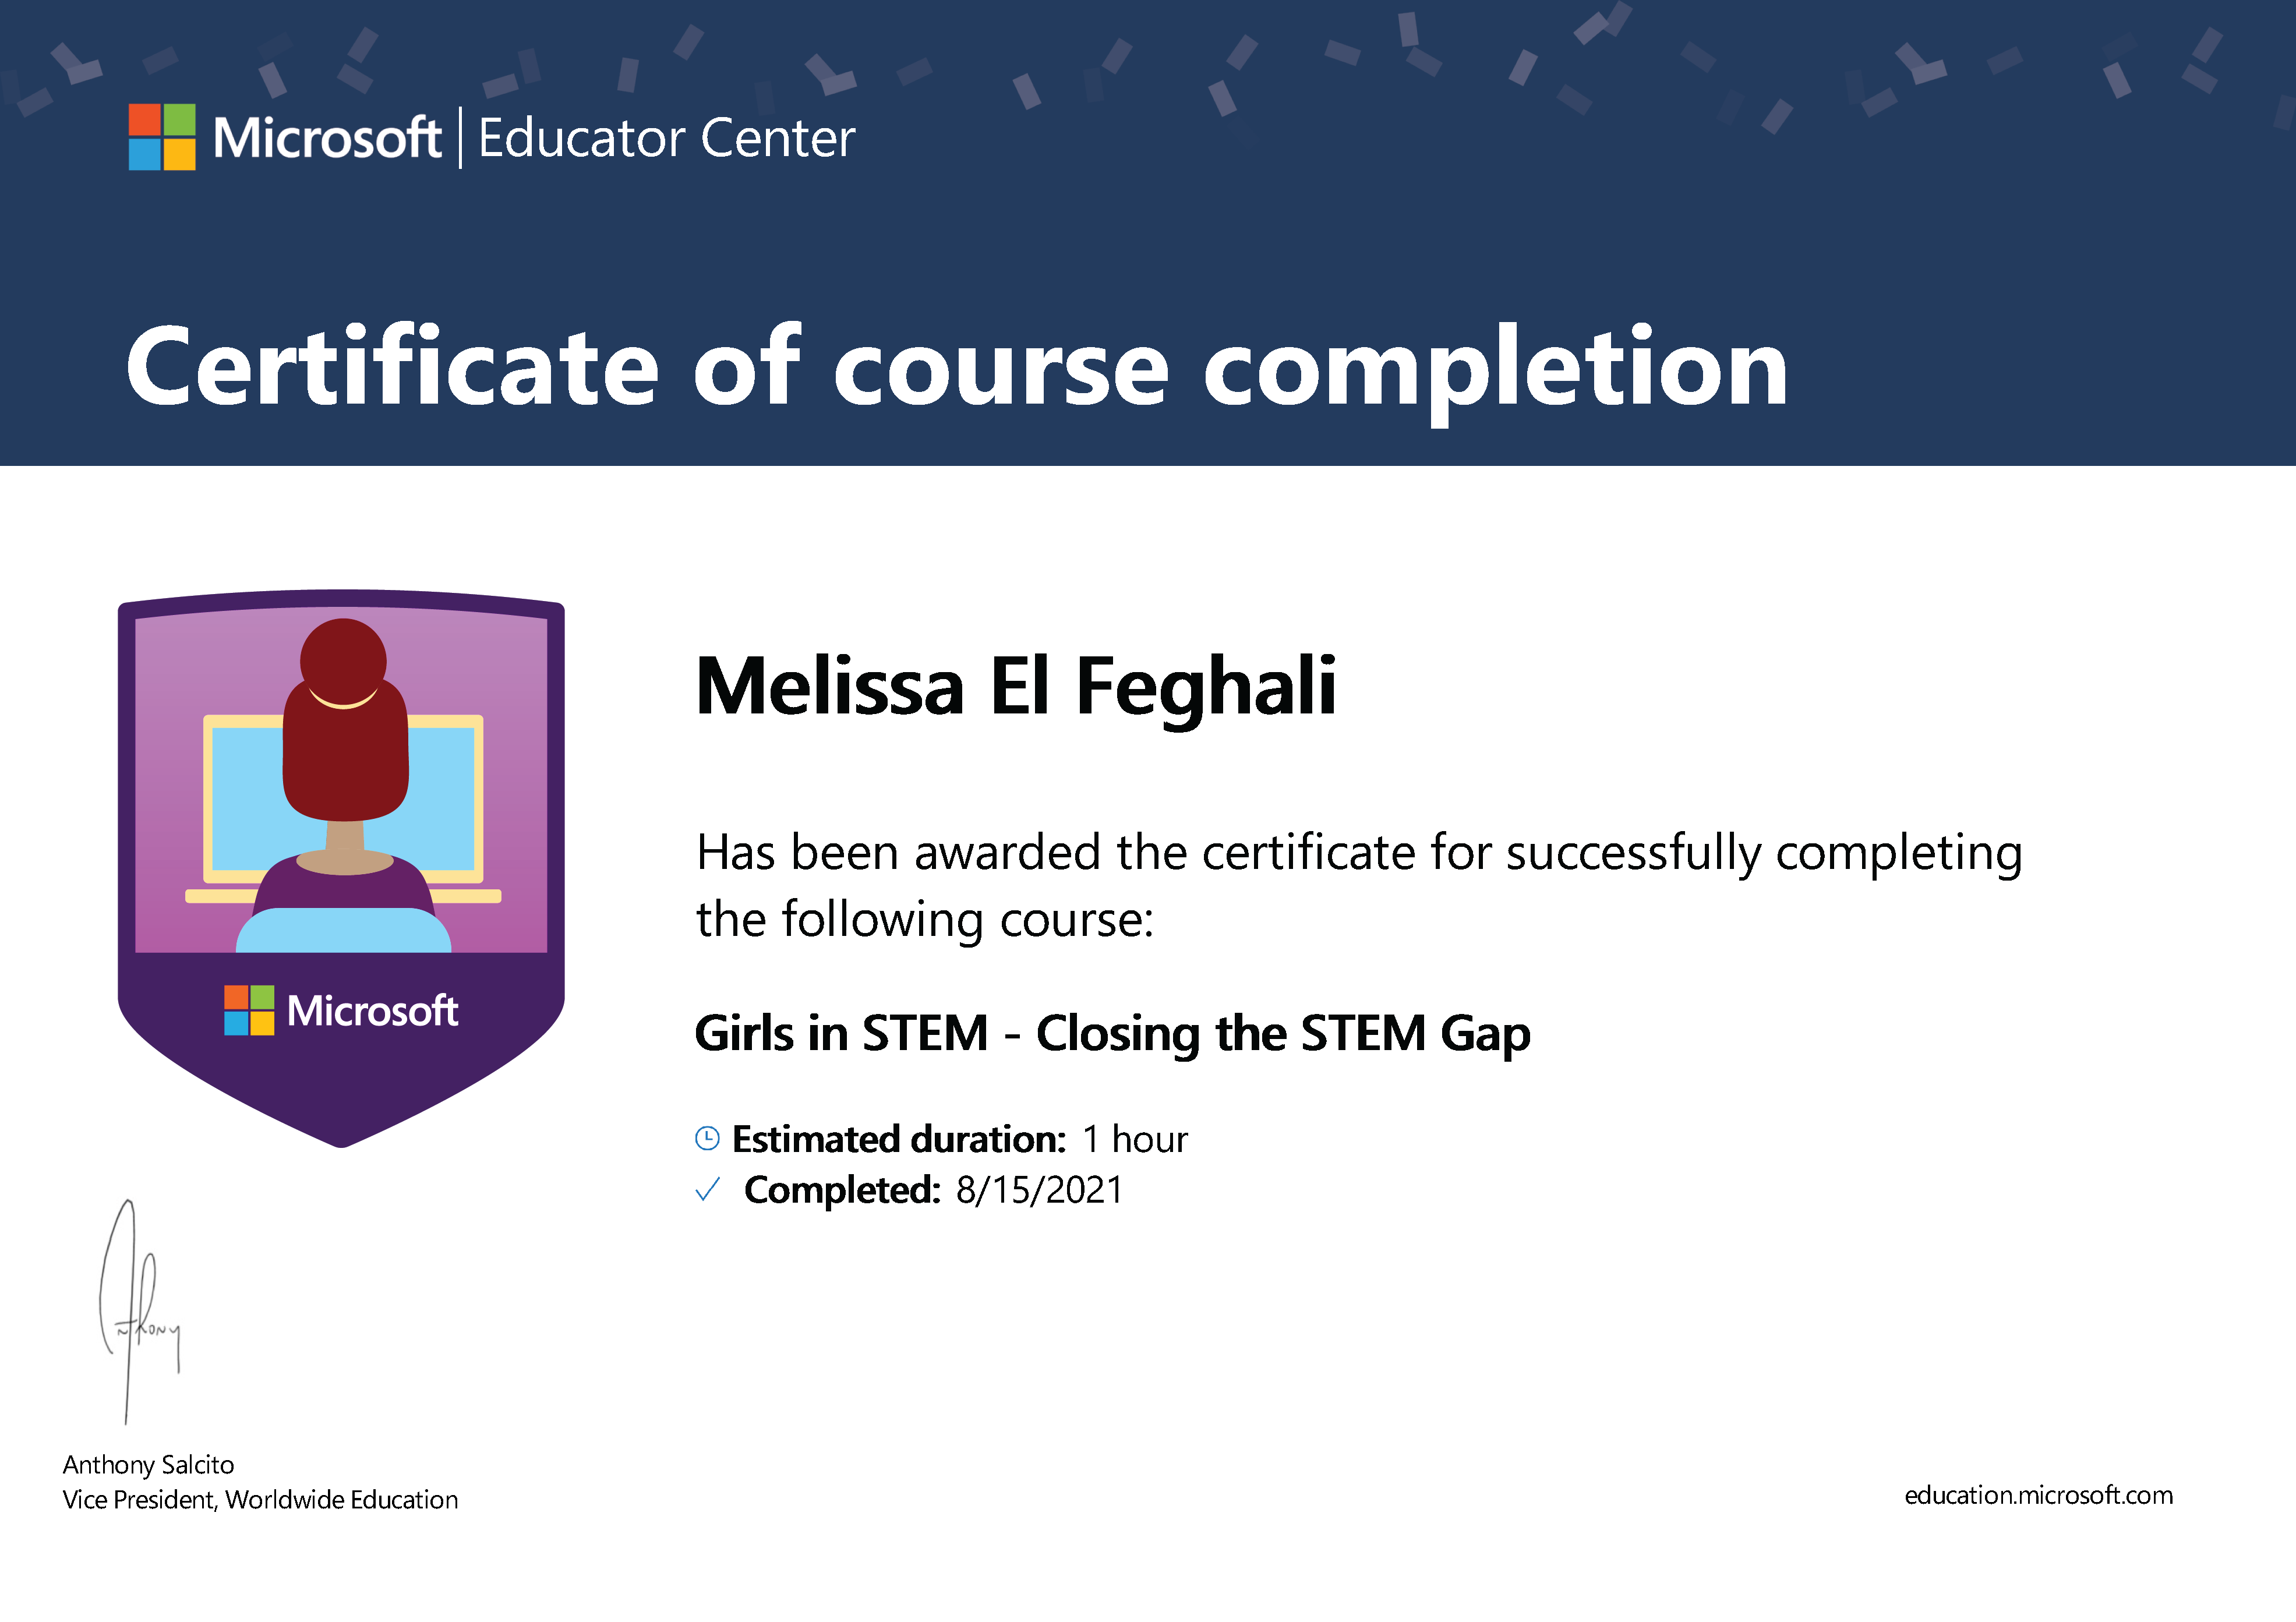 Microsoft | Educator Center
Certificate of course completion
Melissa El Feghali
Has been awarded the certificate for successfully completing
the following course:
Microsoft
Girls in STEM - Closing the STEM Gap
Estimated duration: 1 hour
Completed: 8/15/2021
Anthony
Anthony Salcito
Vice President, Worldwide Education
education.microsoft.com